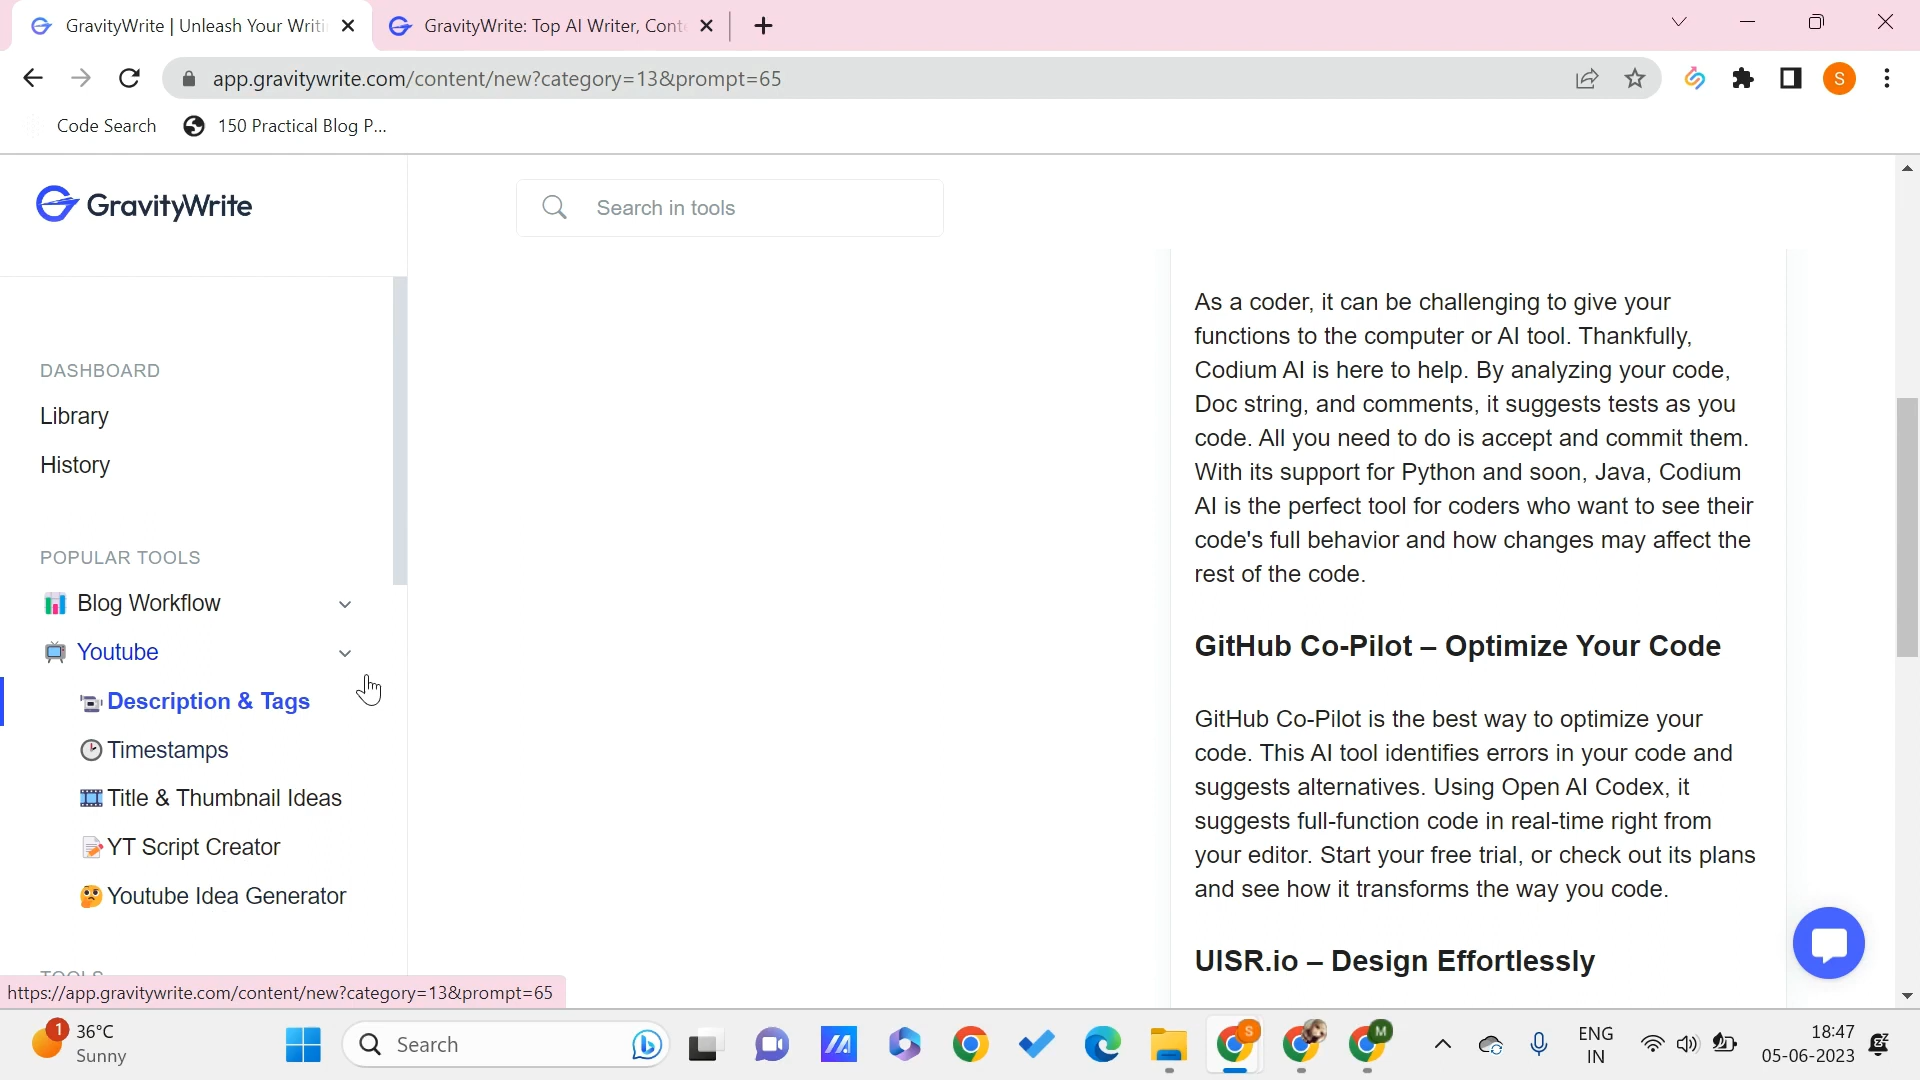 GravityWrite | Unleash Your Writi
GravityWrite: Top AI Writer, Conte
app.gravitywrite.com/content/new?category=13&prompt=65
S
Code Search
150 Practical Blog P...
GravityWrite
Search in tools
DASHBOARD
Library
History
POPULAR TOOLS
Blog Workflow
Youtube
Description & Tags
Timestamps
Title & Thumbnail Ideas
YT Script Creator
Youtube Idea Generator
TOOLS
As a coder, it can be challenging to give your
functions to the computer or AI tool. Thankfully,
Codium AI is here to help. By analyzing your code,
Doc string, and comments, it suggests tests as you
code. All you need to do is accept and commit them.
With its support for Python and soon, Java, Codium
AI is the perfect tool for coders who want to see their
code's full behavior and how changes may affect the
rest of the code.
GitHub Co-Pilot – Optimize Your Code
GitHub Co-Pilot is the best way to optimize your
code. This AI tool identifies errors in your code and
suggests alternatives. Using Open AI Codex, it
suggests full-function code in real-time right from
your editor. Start your free trial, or check out its plans
and see how it transforms the way you code.
UISR.io – Design Effortlessly
https://app.gravitywrite.com/content/new?category=13&prompt=65
1
36°C
Sunny
Search
S
M
ENG
IN
18:47
05-06-2023